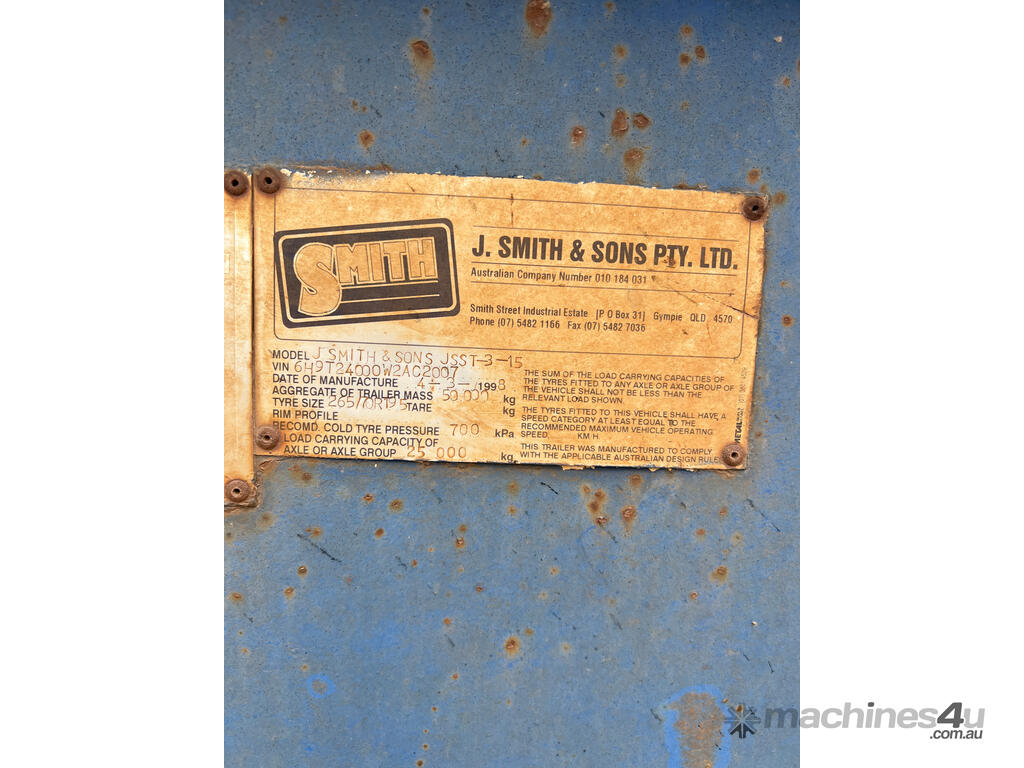 SMITH
J. SMITH & SONS PTY. LTD.
Australian Company Number 010 184 031
Smith Street Industrial Estate [P O Box 31] Gympie QLD 4570
Phone (07) 5482 1166 Fax (07) 5482 7036
MODEL J SMITH & SONS JSST-3-15
VIN 6H9T24000W2AC2007
DATE OF MANUFACTURE 4-3-1998
AGGREGATE OF TRAILER MASS 50 000 kg
TYRE SIZE 265/70R195 TARE kg
RIM PROFILE
RECOMD. COLD TYRE PRESSURE 700 kPa
LOAD CARRYING CAPACITY OF
AXLE OR AXLE GROUP 25 000 kg.
THE SUM OF THE LOAD CARRYING CAPACITIES OF
THE TYRES FITTED TO ANY AXLE OR AXLE GROUP OF
THE VEHICLE SHALL NOT BE LESS THAN THE
RELEVANT LOAD SHOWN.
THE TYRES FITTED TO THIS VEHICLE SHALL HAVE A
SPEED CATEGORY AT LEAST EQUAL TO THE
RECOMMENDED MAXIMUM VEHICLE OPERATING
SPEED. KM H
THIS TRAILER WAS MANUFACTURED TO COMPLY
WITH THE APPLICABLE AUSTRALIAN DESIGN RULES
machines4u
.com.au